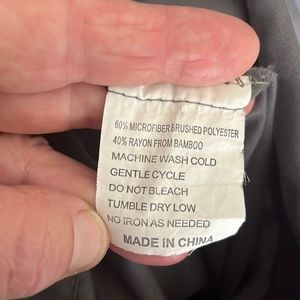 60% MICROFIBER BRUSHED POLYESTER
40% RAYON FROM BAMBOO
MACHINE WASH COLD
GENTLE CYCLE
DO NOT BLEACH
TUMBLE DRY LOW
NO IRON AS NEEDED
MADE IN CHINA